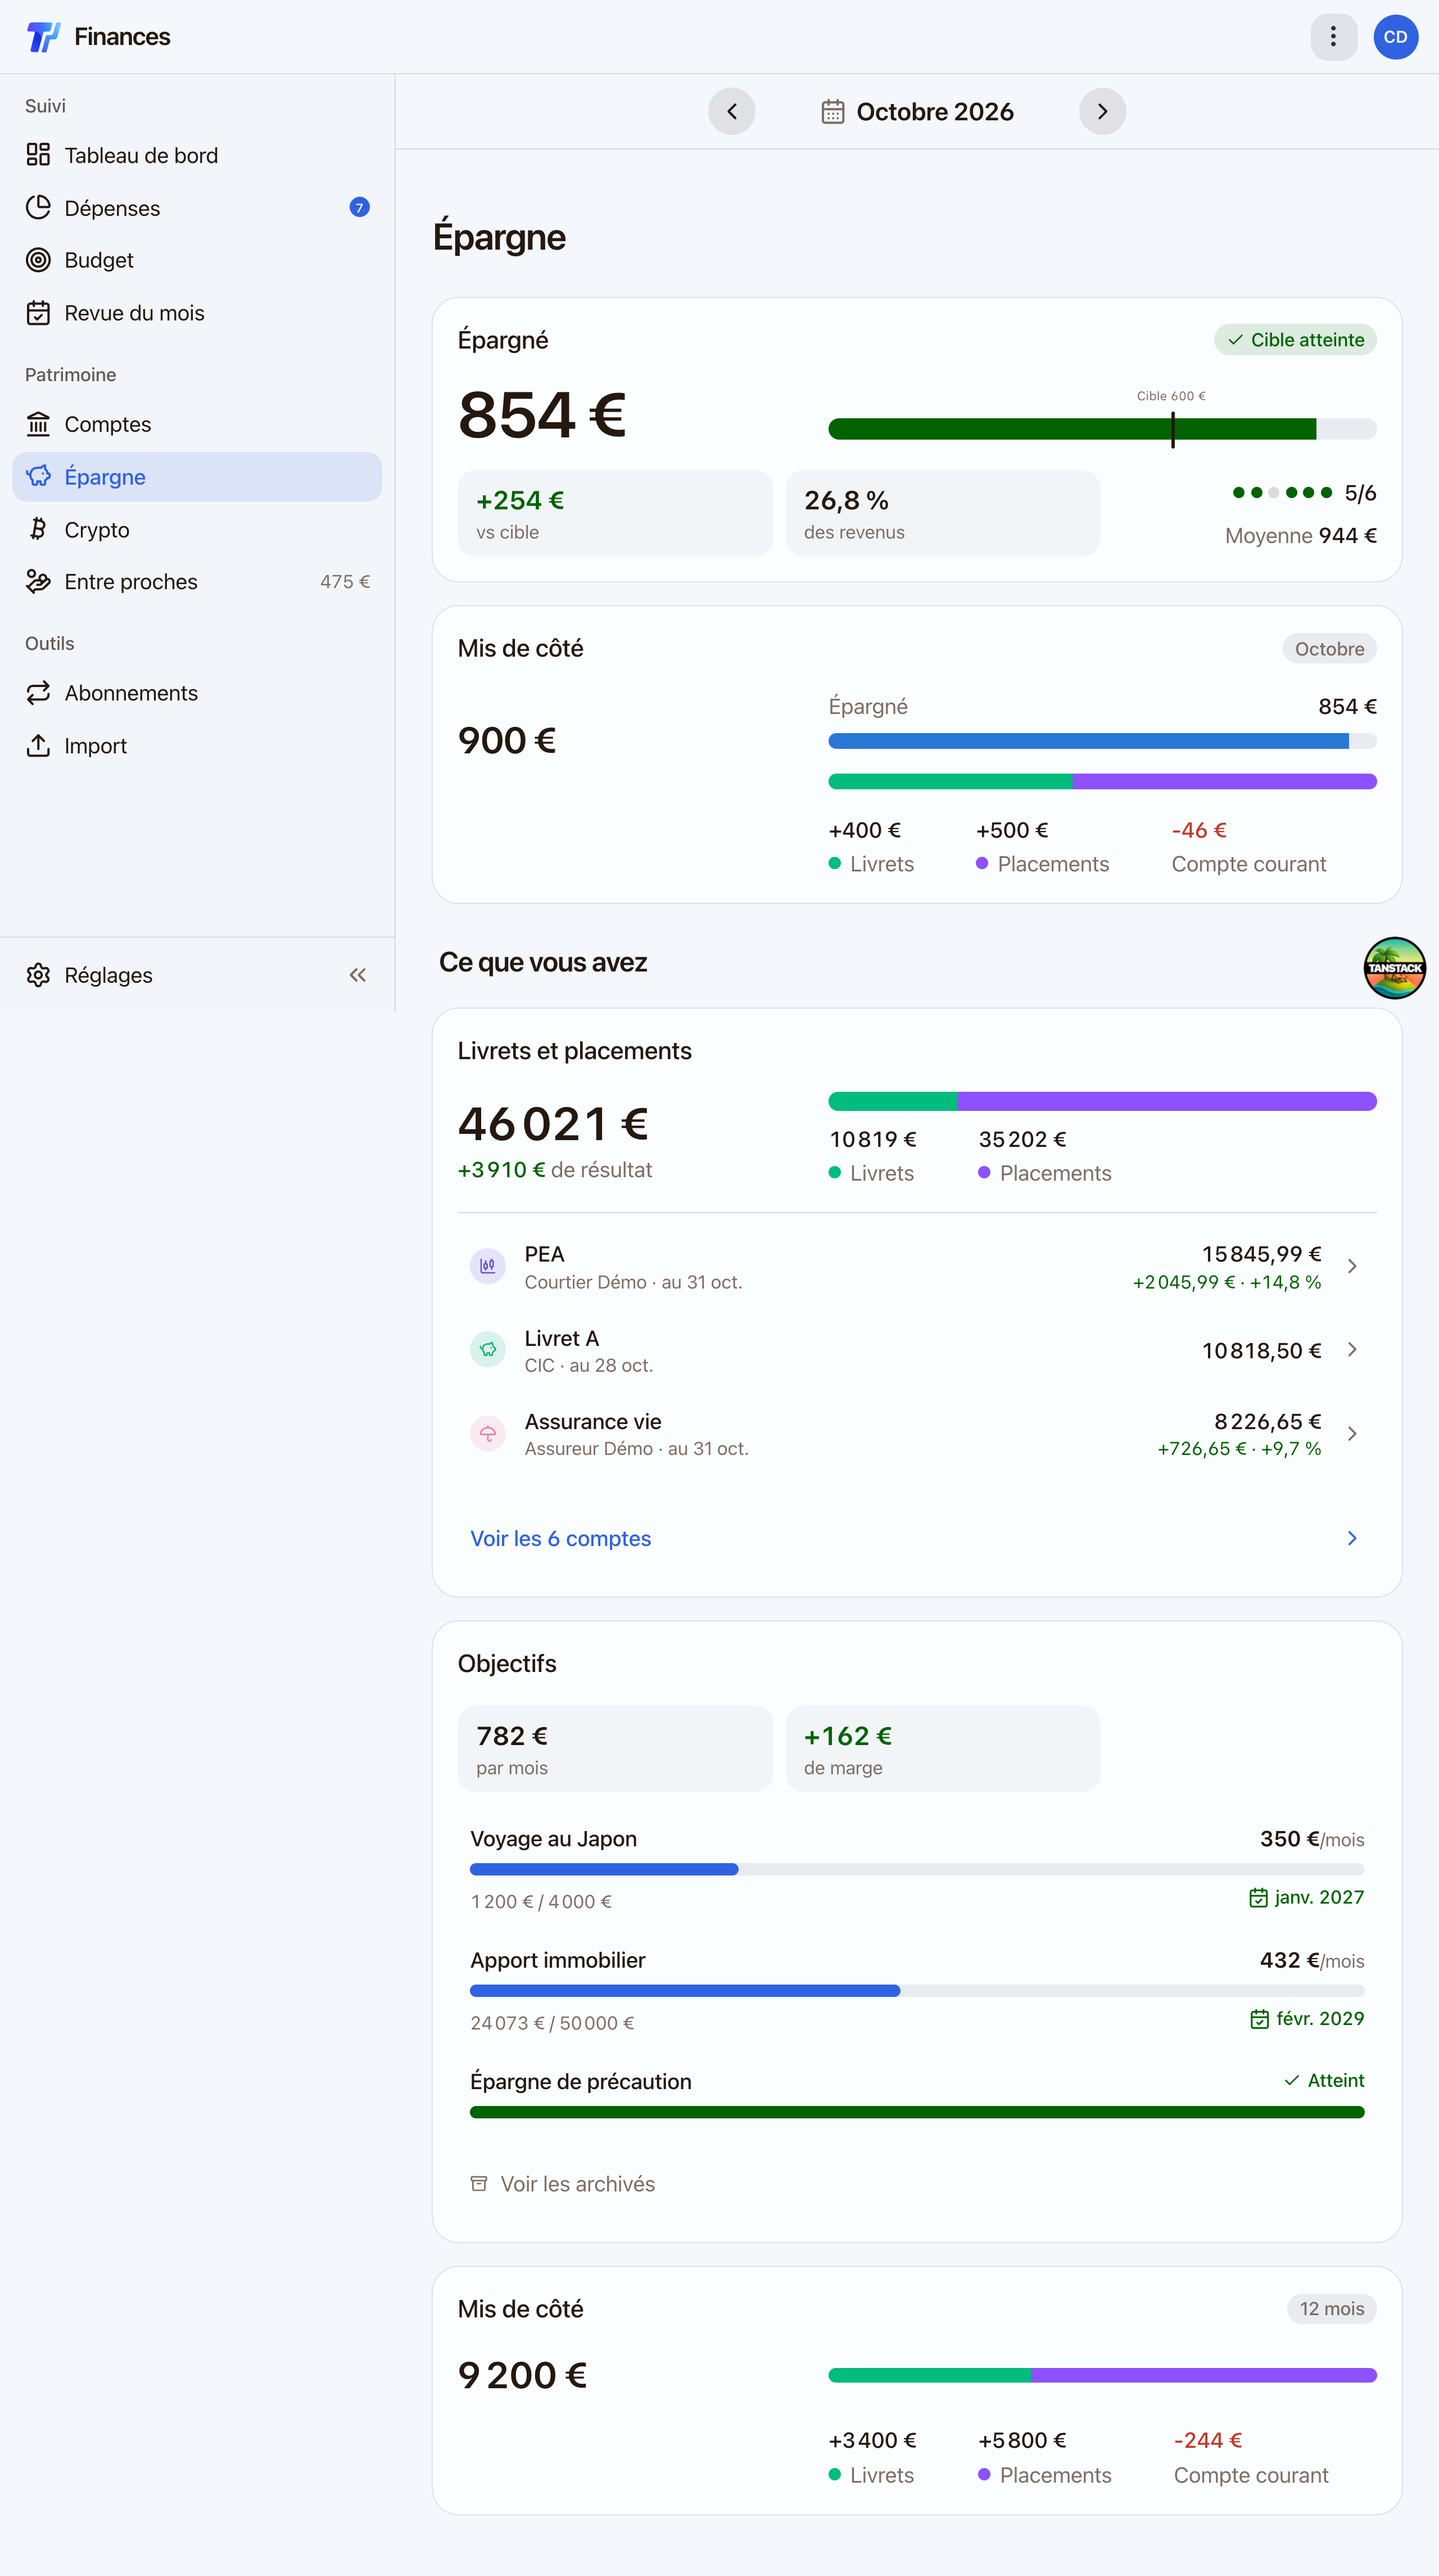 Finances
CD
Suivi
Tableau de bord
Dépenses
7
Budget
Revue du mois
Patrimoine
Comptes
Épargne
Crypto
Entre proches
475 €
Outils
Abonnements
Import
Réglages
Octobre 2026
Épargne
Épargné
Cible atteinte
854 €
Cible 600 €
+254 €
vs cible
26,8 %
des revenus
5/6
Moyenne 944 €
Mis de côté
Octobre
900 €
Épargné
854 €
+400 €
Livrets
+500 €
Placements
-46 €
Compte courant
Ce que vous avez
TANSTACK
Livrets et placements
46 021 €
+3 910 € de résultat
10 819 €
Livrets
35 202 €
Placements
PEA
Courtier Démo · au 31 oct.
15 845,99 €
+2 045,99 € · +14,8 %
Livret A
CIC · au 28 oct.
10 818,50 €
Assurance vie
Assureur Démo · au 31 oct.
8 226,65 €
+726,65 € · +9,7 %
Voir les 6 comptes
Objectifs
782 €
par mois
+162 €
de marge
Voyage au Japon
350 €/mois
1 200 € / 4 000 €
janv. 2027
Apport immobilier
432 €/mois
24 073 € / 50 000 €
févr. 2029
Épargne de précaution
Atteint
Voir les archivés
Mis de côté
12 mois
9 200 €
+3 400 €
Livrets
+5 800 €
Placements
-244 €
Compte courant